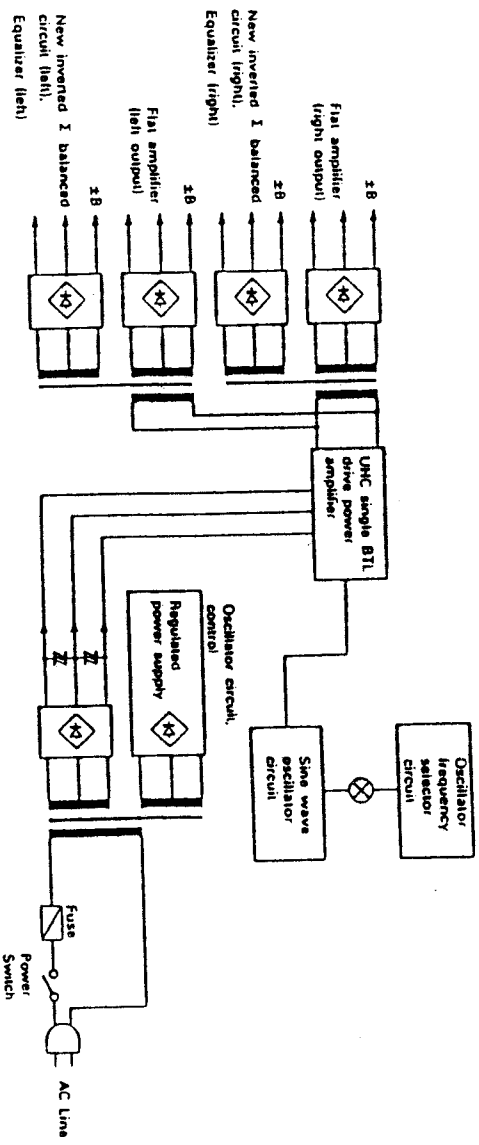 Oscillator
frequency
selector
circuit
Sine wave
oscillator
circuit
UHC single BTL
drive power
amplifier
±B
Flat amplifier
(right output)
±B
New inverted Σ balanced
circuit (right),
Equalizer (right)
±B
Flat amplifier
(left output)
±B
New inverted Σ balanced
circuit (left),
Equalizer (left)
Oscillator circuit,
control
Regulated
power supply
Fuse
Power
Switch
AC Line